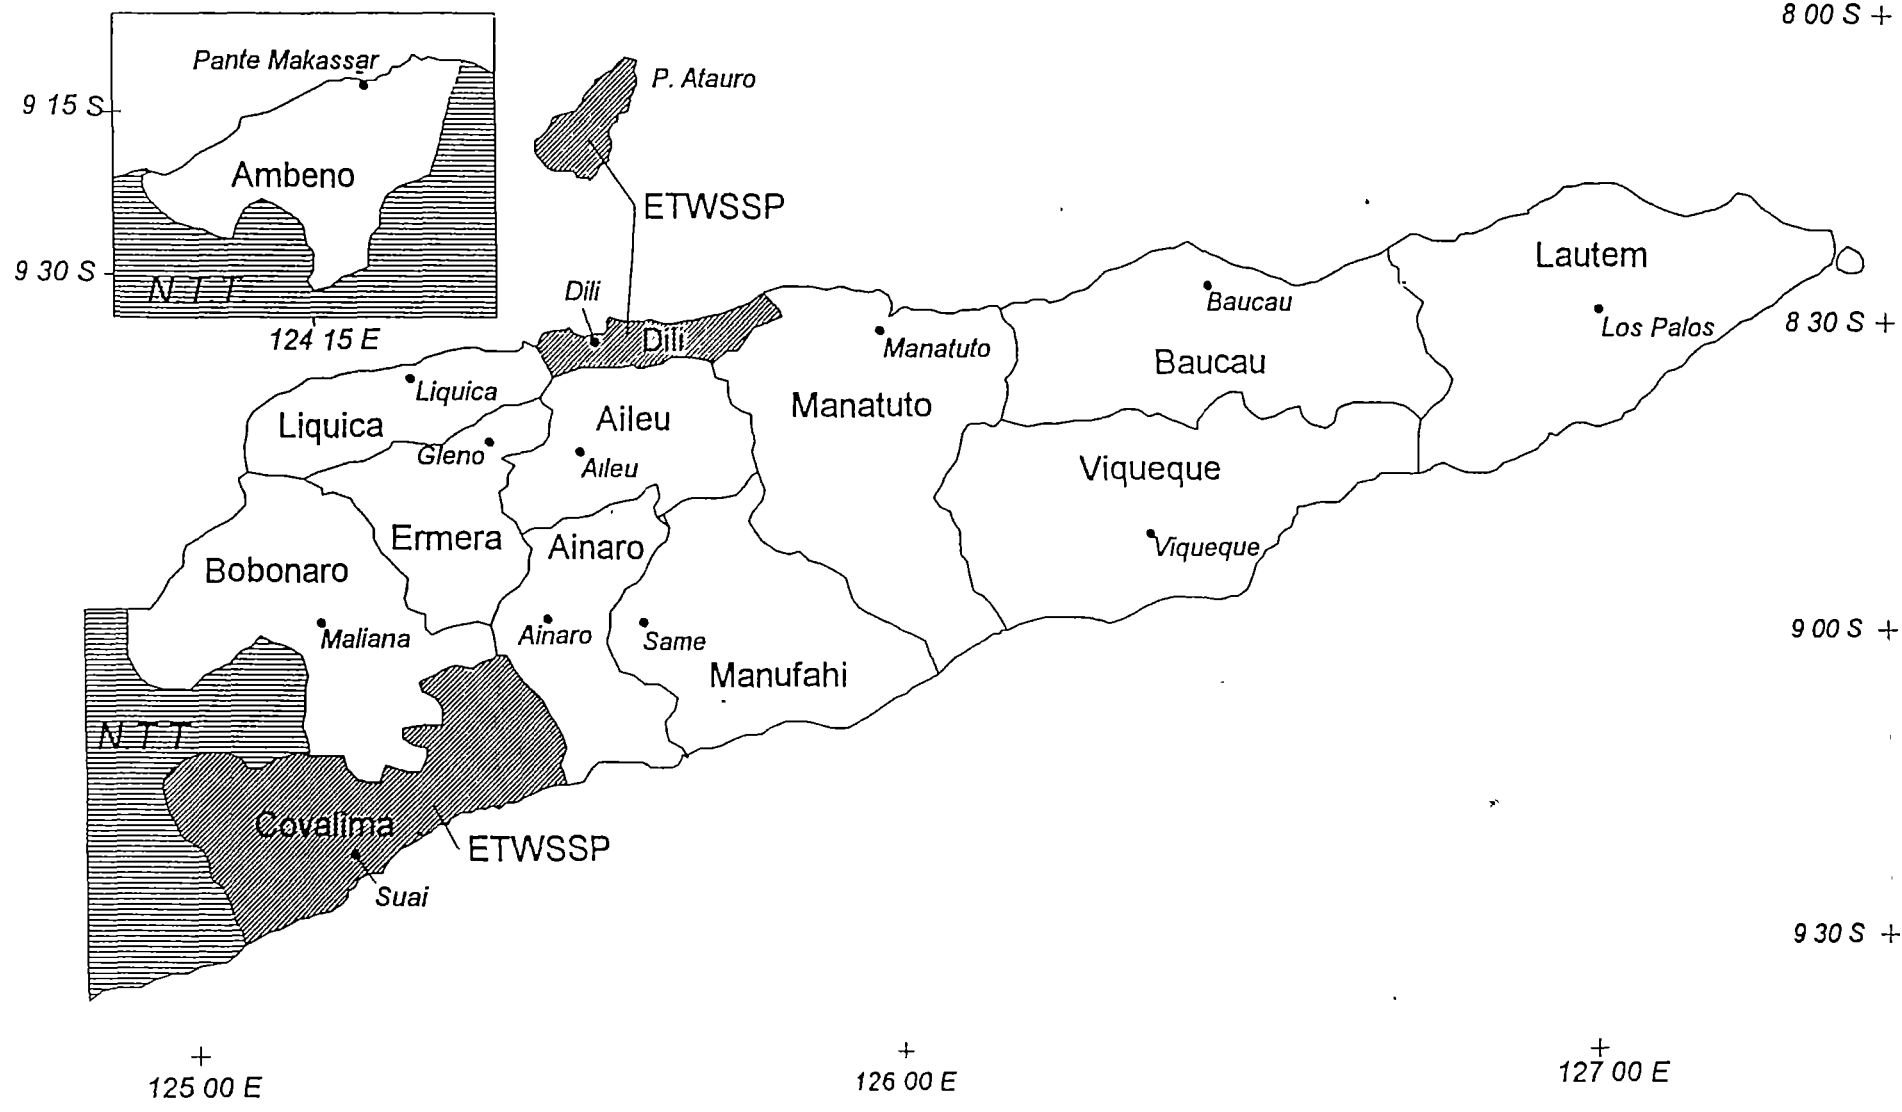 8 00 S
Pante Makassar
P. Atauro
9 15 S
Ambeno
ETWSSP
Lautem
9 30 S
N T T
Dili
Baucau
Los Palos
8 30 S
124 15 E
Dili
Manatuto
Baucau
Liquica
Manatuto
Liquica
Aileu
Gleno
Aileu
Viqueque
Ermera
Ainaro
Viqueque
Bobonaro
Maliana
Ainaro
Same
9 00 S
Manufahi
N T T
Covalima
ETWSSP
Suai
9 30 S
125 00 E
126 00 E
127 00 E